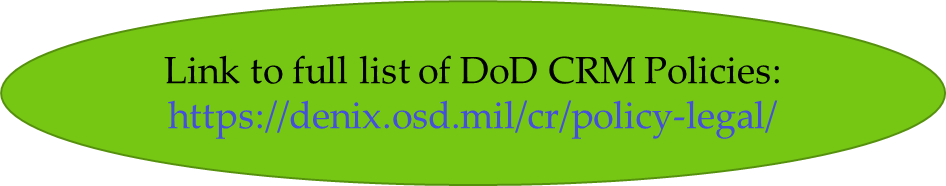 Link to full list of DoD CRM Policies:
https://denix.osd.mil/cr/policy-legal/